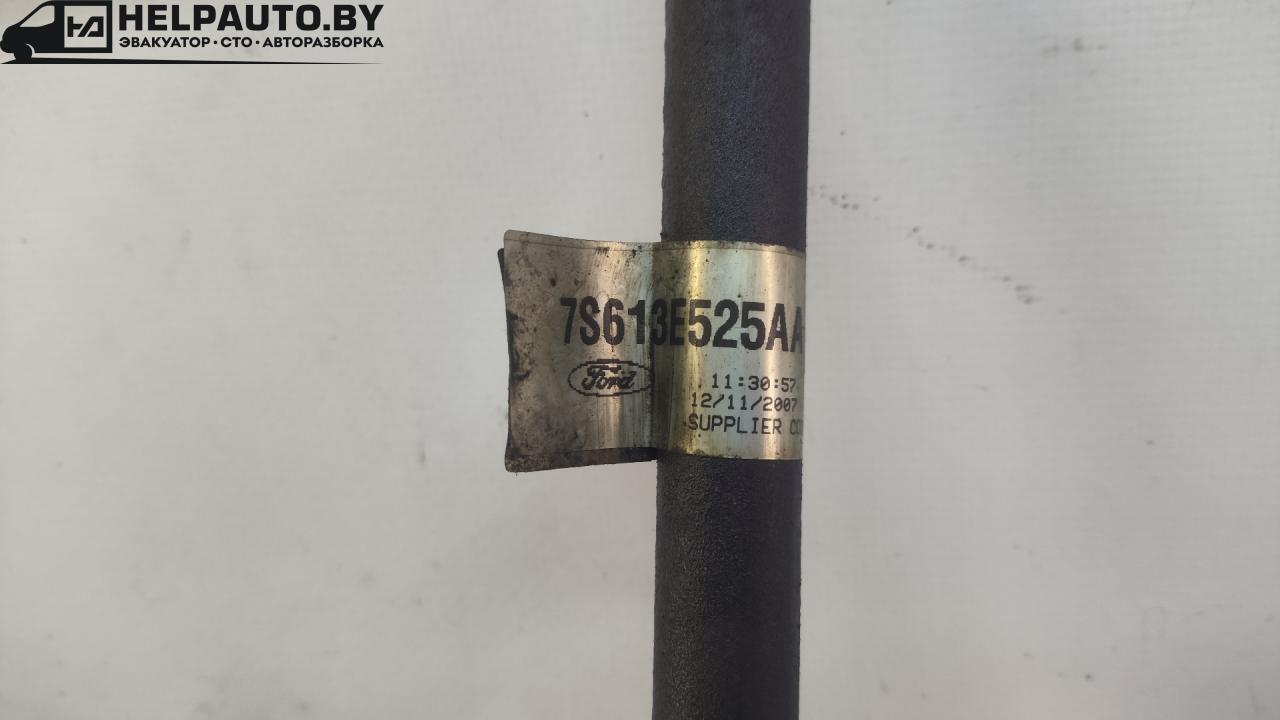 HELPAUTO.BY
ЭВАКУАТОР · СТО · АВТОРАЗБОРКА
7S613E525AA
Ford
11:30:57
12/11/2007
SUPPLIER